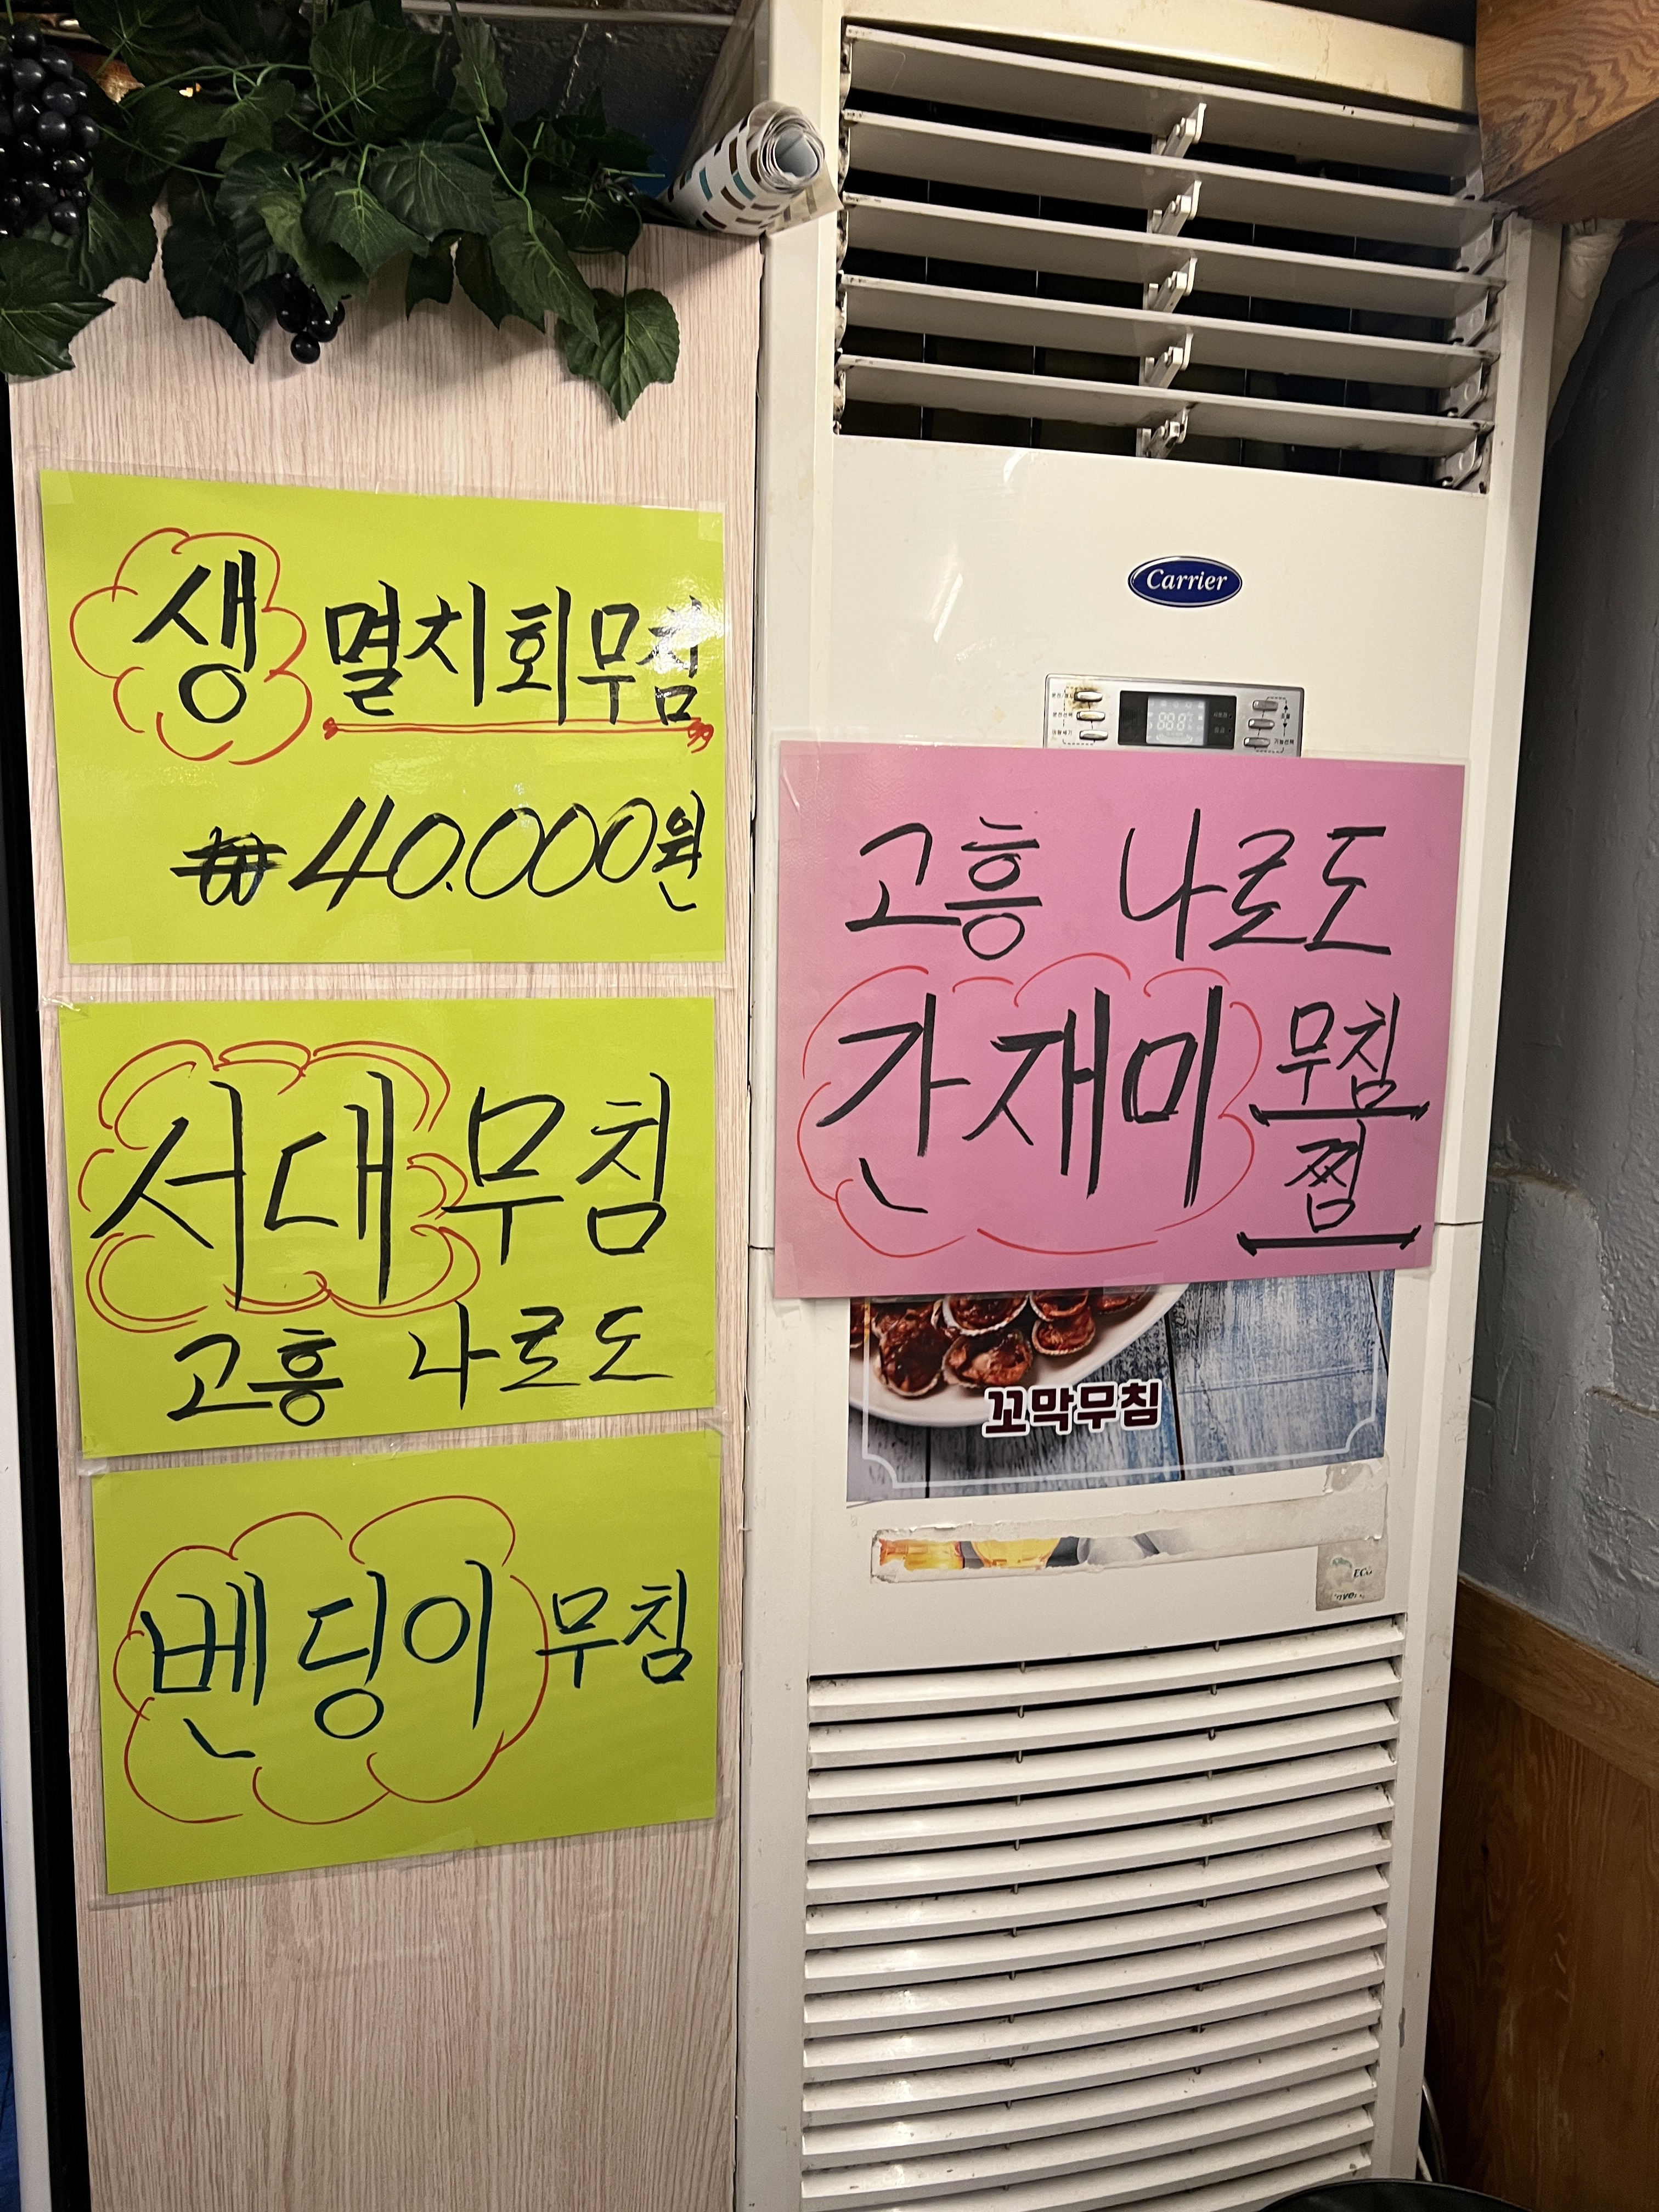 생 멸치회무침
₩40.000원
서대무침
고흥 나로도
벤딩이 무침
Carrier
고흥 나로도
간재미 무침
찜
꼬막무침